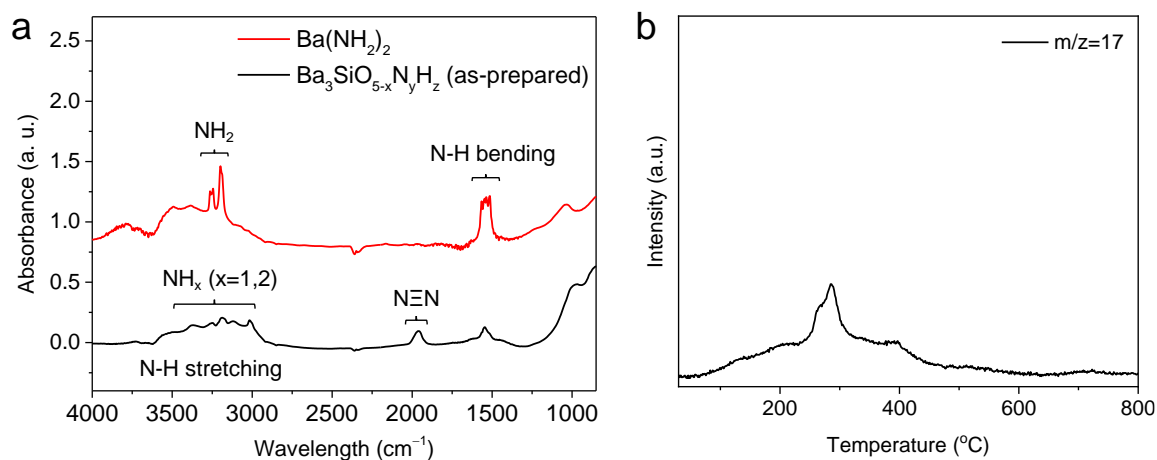 a
2.5
2.0
1.5
1.0
0.5
0.0
Absorbance (a. u.)
Ba(NH₂)₂
Ba₃SiO₅₋ₓNᵧH_z (as-prepared)
NH₂
N-H bending
NHₓ (x=1,2)
NΞN
N-H stretching
4000 3500 3000 2500 2000 1500 1000
Wavelength (cm⁻¹)
b
m/z=17
Intensity (a.u.)
200 400 600 800
Temperature (°C)